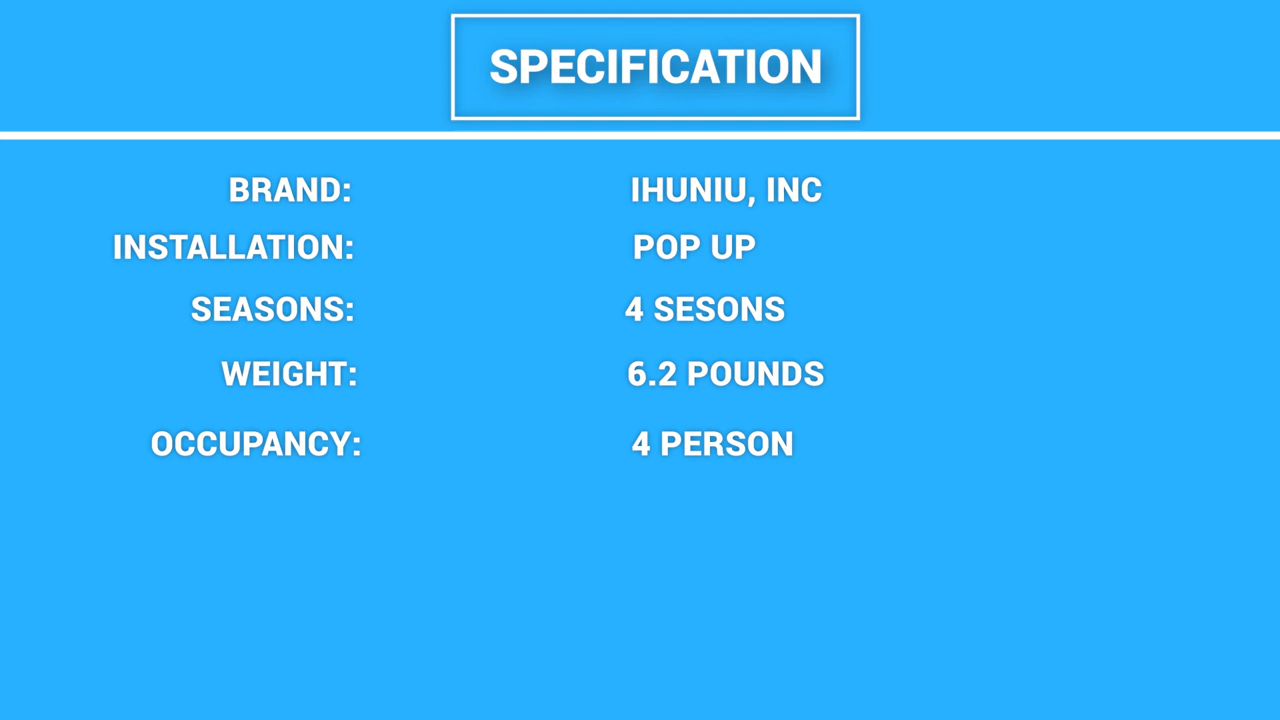 SPECIFICATION
BRAND: IHUNIU, INC
INSTALLATION: POP UP
SEASONS: 4 SESONS
WEIGHT: 6.2 POUNDS
OCCUPANCY: 4 PERSON